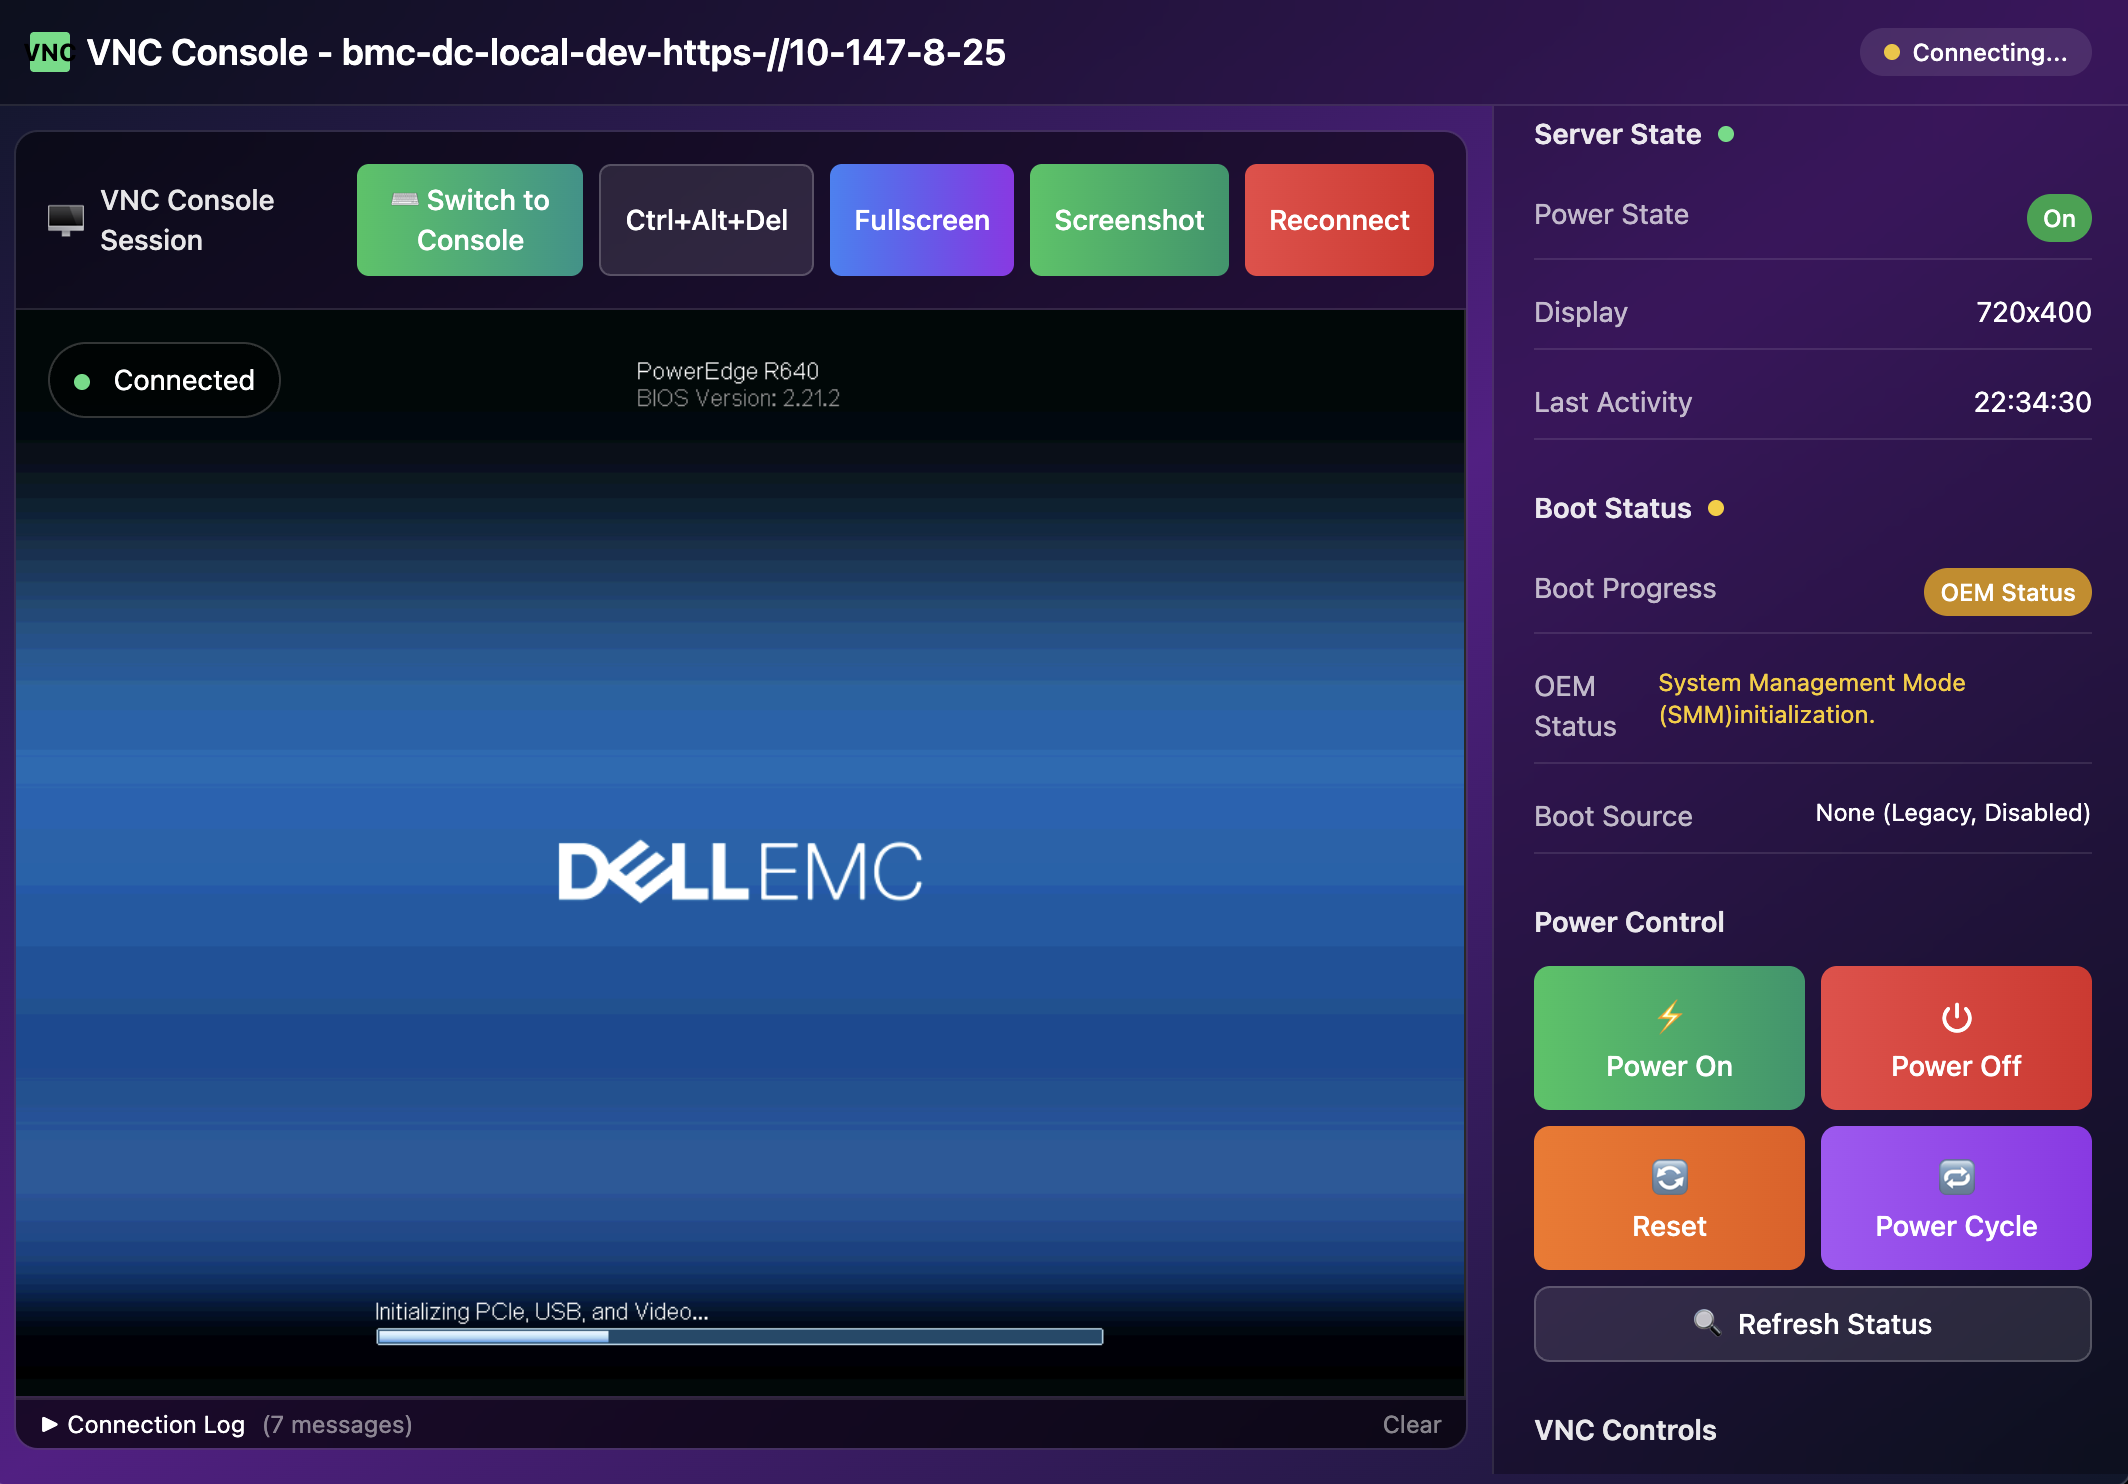 VNC
VNC Console - bmc-dc-local-dev-https-//10-147-8-25
Connecting...
VNC Console
Session
Switch to
Console
Ctrl+Alt+Del
Fullscreen
Screenshot
Reconnect
Connected
PowerEdge R640
BIOS Version: 2.21.2
DELLEMC
Initializing PCIe, USB, and Video...
Connection Log (7 messages)
Clear
Server State
Power State
On
Display
720x400
Last Activity
22:34:30
Boot Status
Boot Progress
OEM Status
OEM
Status
System Management Mode
(SMM)initialization.
Boot Source
None (Legacy, Disabled)
Power Control
Power On
Power Off
Reset
Power Cycle
Refresh Status
VNC Controls